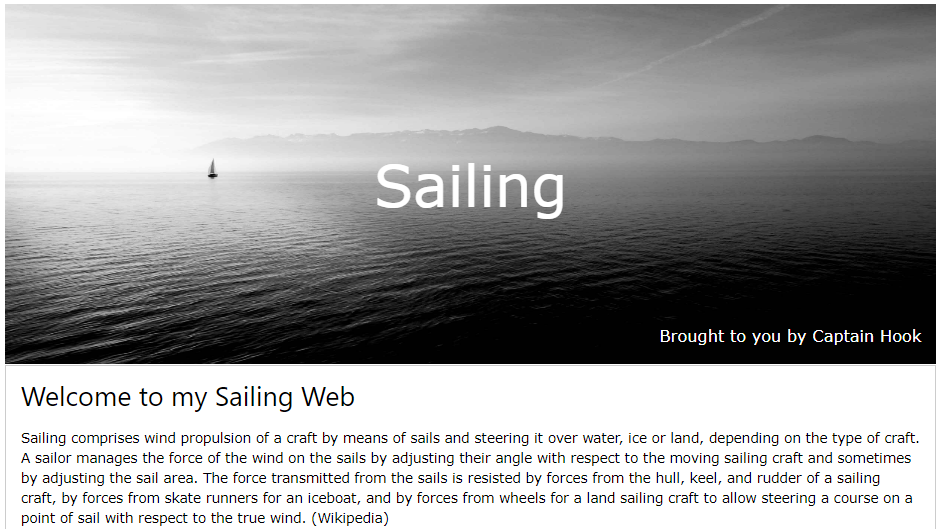 Sailing
Brought to you by Captain Hook
Welcome to my Sailing Web
Sailing comprises wind propulsion of a craft by means of sails and steering it over water, ice or land, depending on the type of craft.
A sailor manages the force of the wind on the sails by adjusting their angle with respect to the moving sailing craft and sometimes
by adjusting the sail area. The force transmitted from the sails is resisted by forces from the hull, keel, and rudder of a sailing
craft, by forces from skate runners for an iceboat, and by forces from wheels for a land sailing craft to allow steering a course on a
point of sail with respect to the true wind. (Wikipedia)